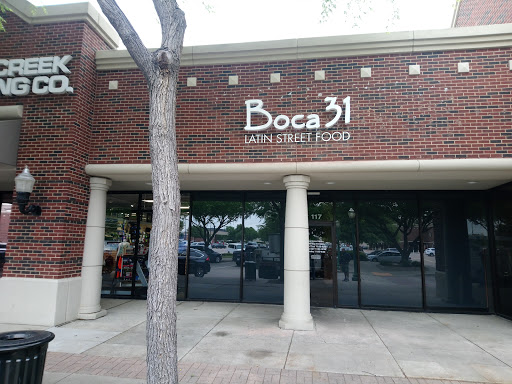 CREEK
NG CO.
Boca 31
LATIN STREET FOOD
117